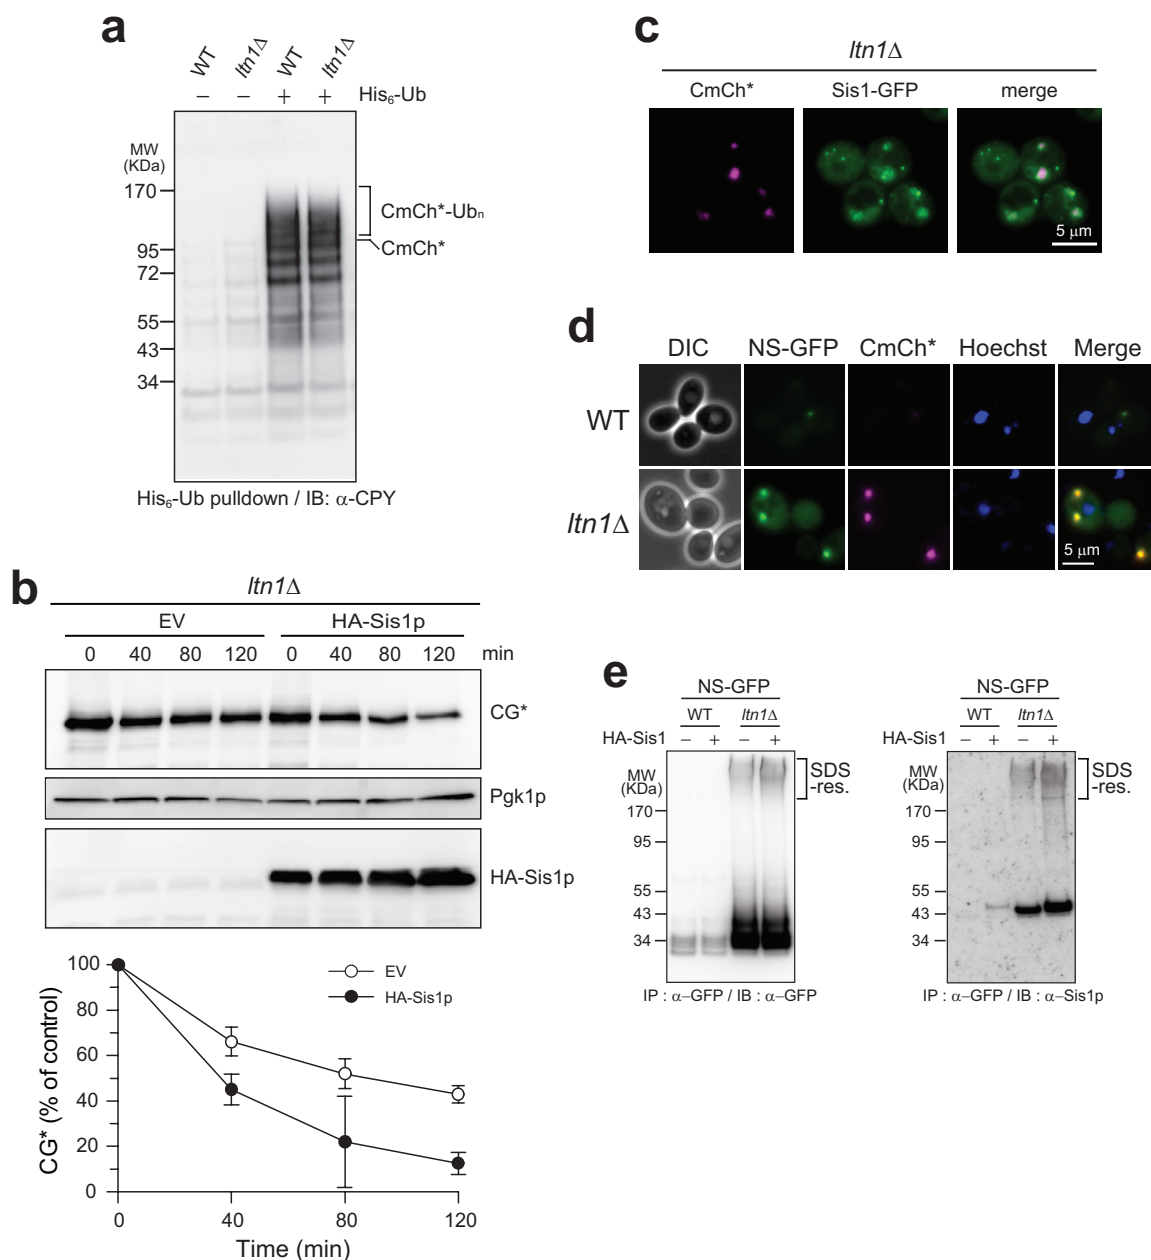 a
WT ltn1Δ WT ltn1Δ
– – + + His₆-Ub
MW
(KDa)
170
CmCh*-Ubₙ
CmCh*
95
72
55
43
34
His₆-Ub pulldown / IB: α-CPY
b
ltn1Δ
EV HA-Sis1p
0 40 80 120 0 40 80 120 min
CG*
Pgk1p
HA-Sis1p
100
80
60
40
20
0
EV
HA-Sis1p
CG* (% of control)
0 40 80 120
Time (min)
c
ltn1Δ
CmCh* Sis1-GFP merge
5 μm
d
DIC NS-GFP CmCh* Hoechst Merge
WT
ltn1Δ
5 μm
e
NS-GFP
WT ltn1Δ
HA-Sis1 – + – +
MW
(KDa)
SDS
-res.
170
95
55
43
34
IP : α–GFP / IB : α–GFP
NS-GFP
WT ltn1Δ
HA-Sis1 – + – +
MW
(KDa)
SDS
-res.
170
95
55
43
34
IP : α–GFP / IB : α–Sis1p